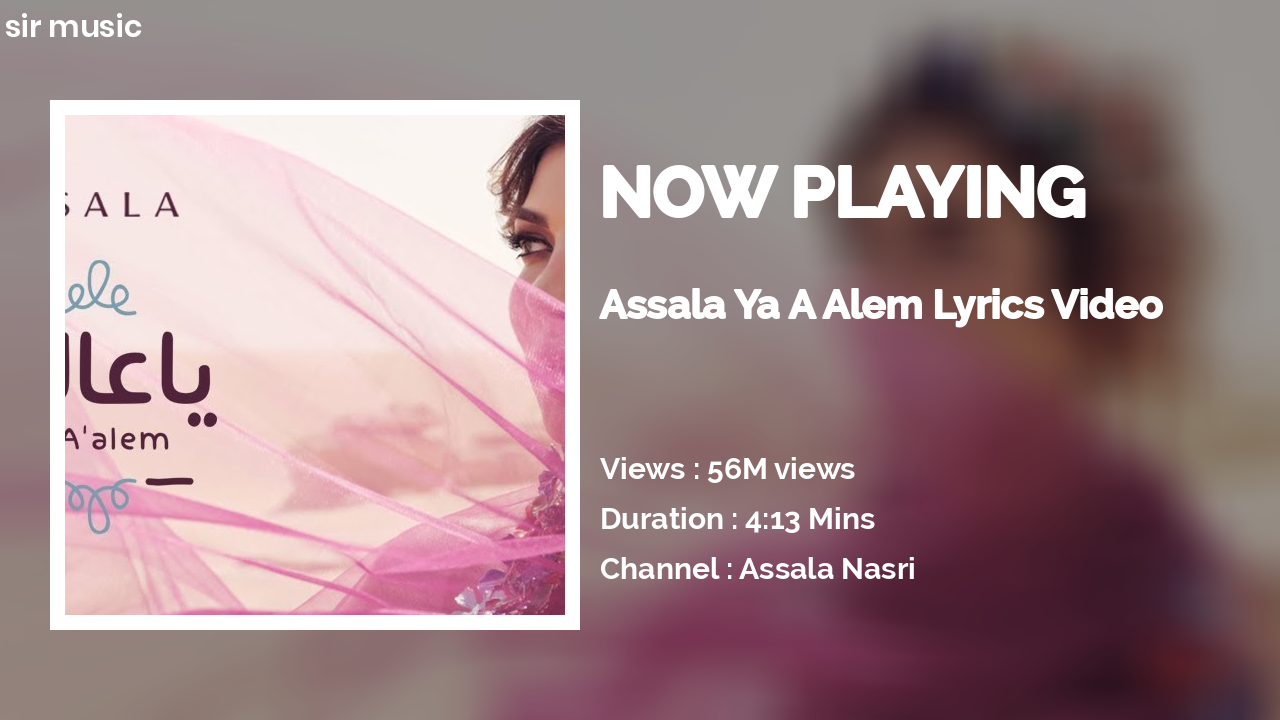 sir music
SALA
ياعا
A'alem
NOW PLAYING
Assala Ya A Alem Lyrics Video
Views : 56M views
Duration : 4:13 Mins
Channel : Assala Nasri